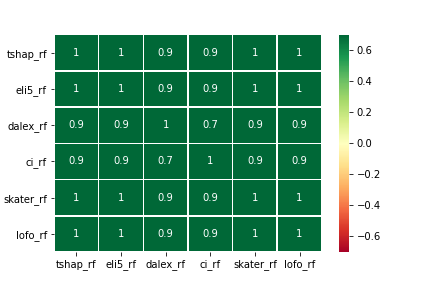 tshap_rf 1 1 0.9 0.9 1 1
eli5_rf 1 1 0.9 0.9 1 1
dalex_rf 0.9 0.9 1 0.7 0.9 0.9
ci_rf 0.9 0.9 0.7 1 0.9 0.9
skater_rf 1 1 0.9 0.9 1 1
lofo_rf 1 1 0.9 0.9 1 1
tshap_rf eli5_rf dalex_rf ci_rf skater_rf lofo_rf
0.6
0.4
0.2
0.0
−0.2
−0.4
−0.6